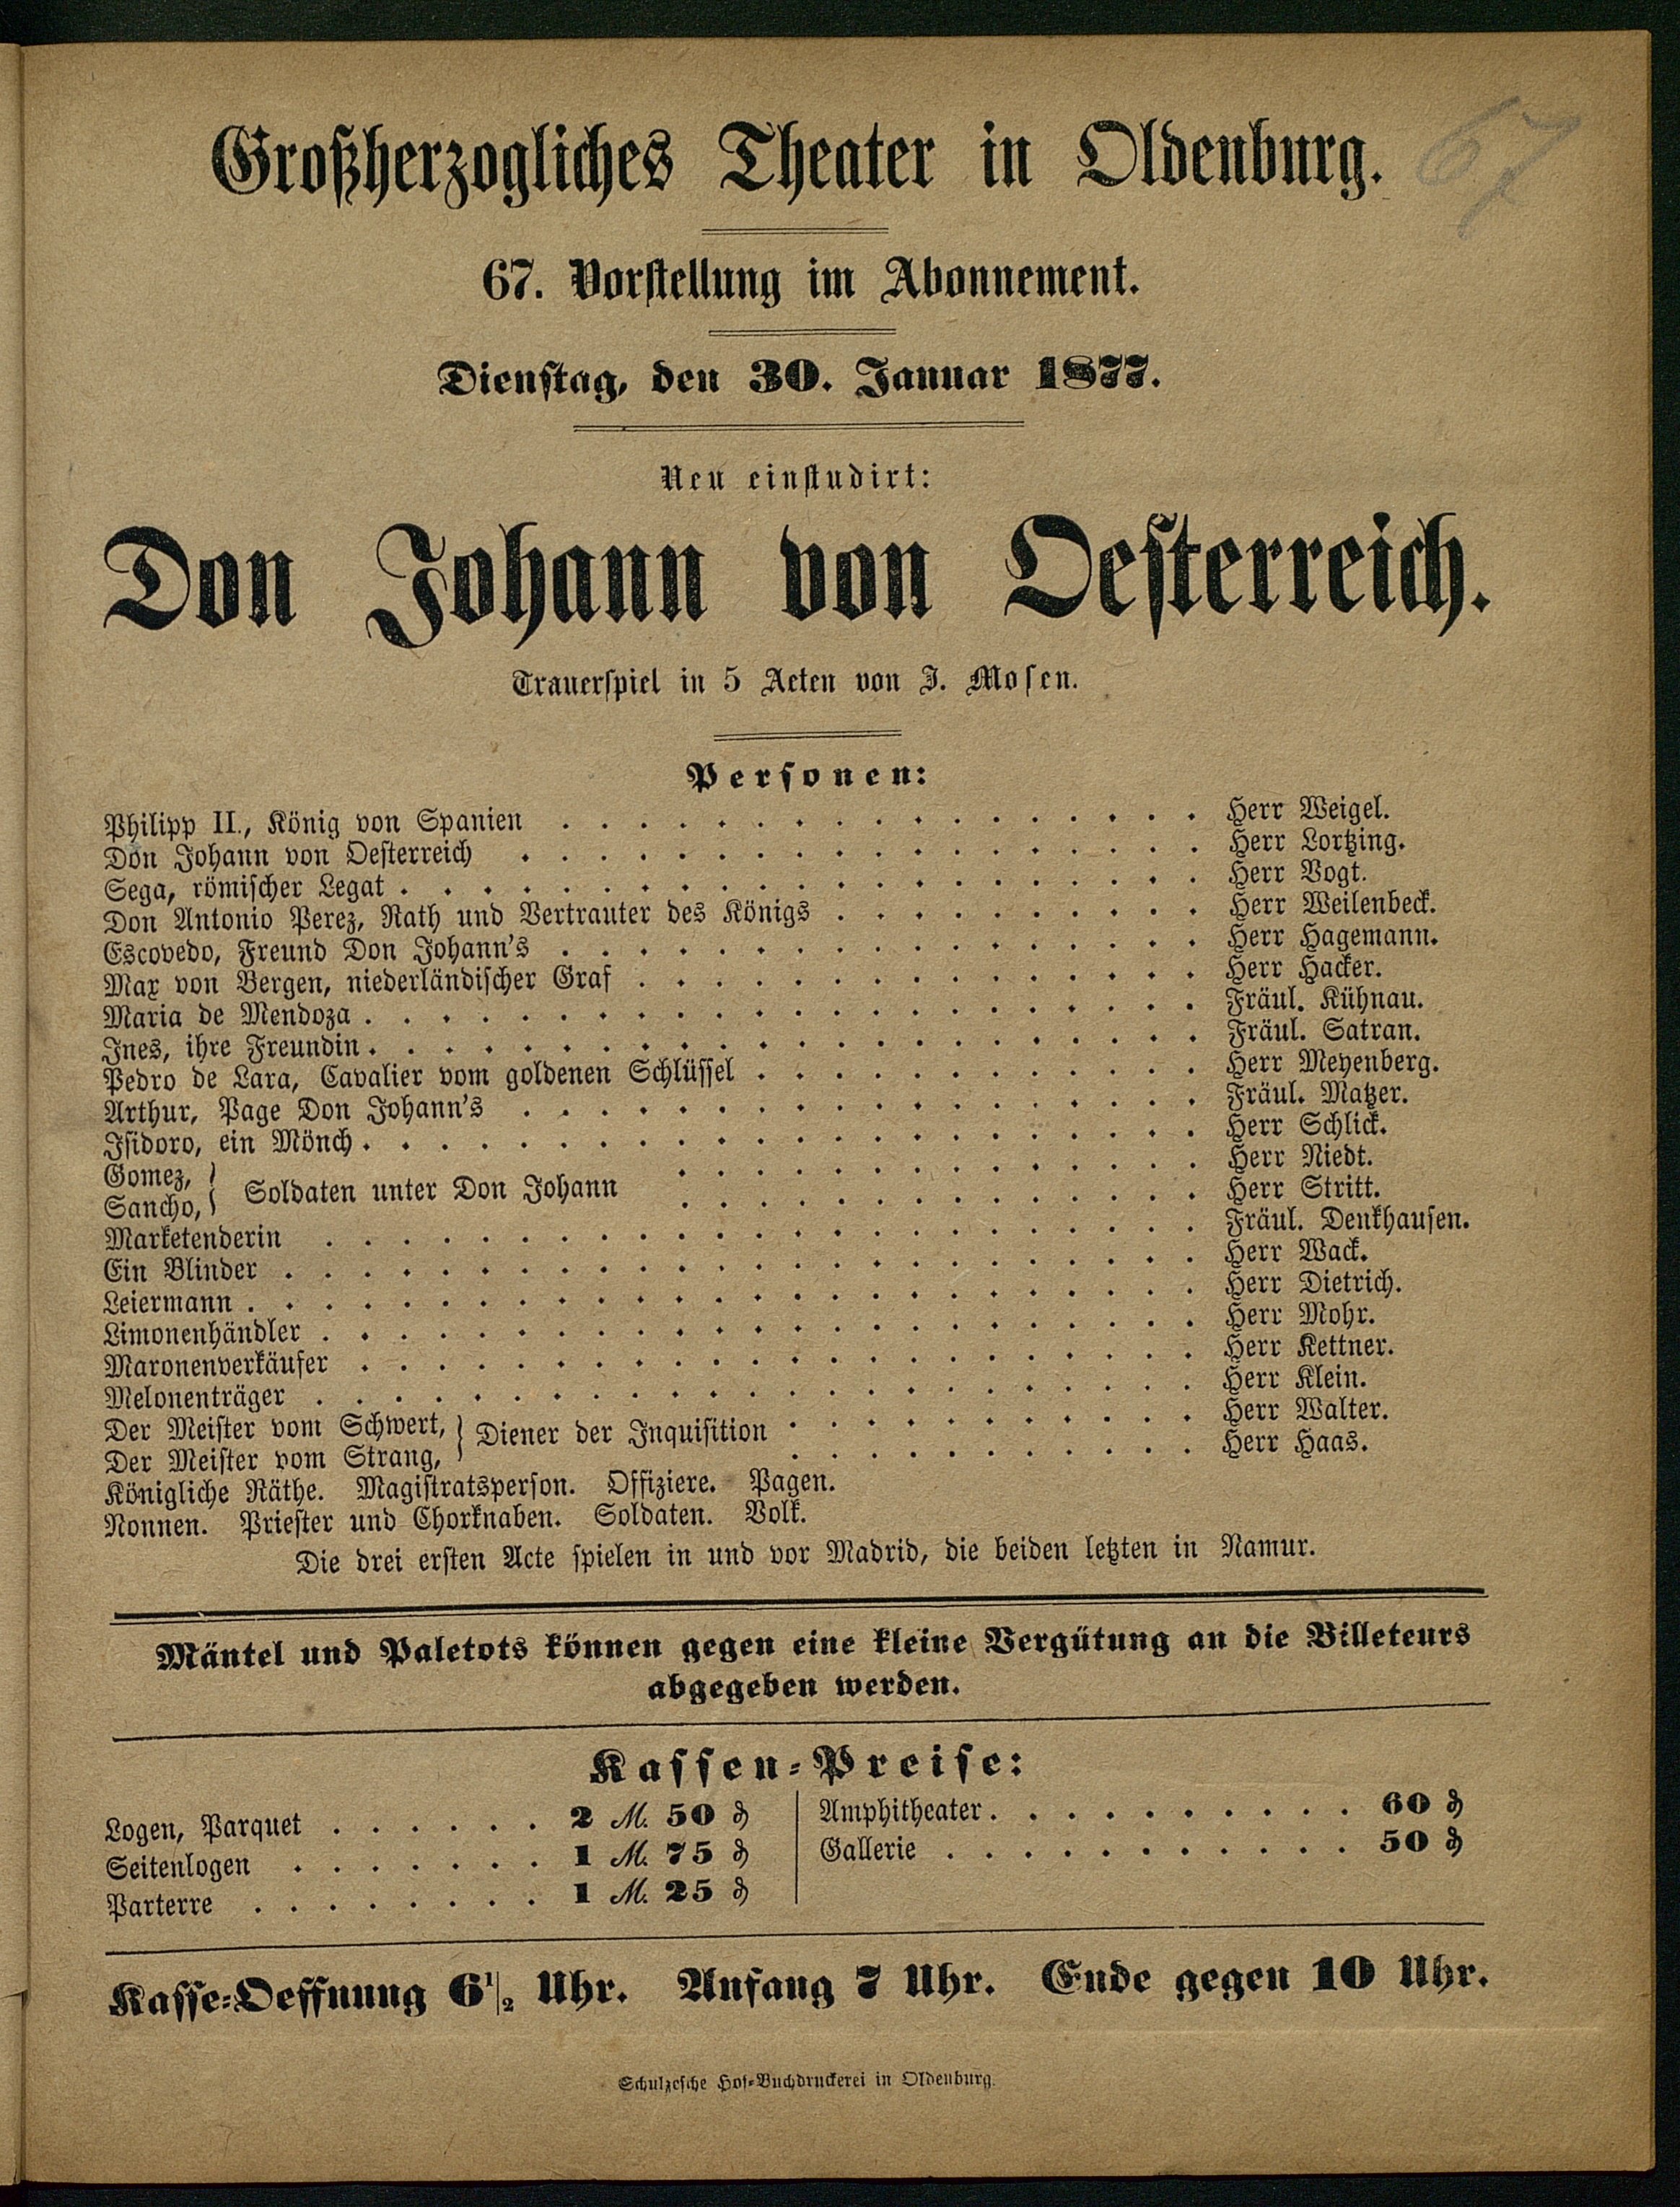 67
Großherzogliches Theater in Oldenburg.
67. Vorstellung im Abonnement.
Dienstag, den 30. Januar 1877.
Neu einstudirt:
Don Johann von Oesterreich.
Trauerspiel in 5 Acten von J. Mosen.
Personen:
Philipp II., König von Spanien . . . . . . . . . . . . . . . . . Herr Weigel.
Don Johann von Oesterreich . . . . . . . . . . . . . . . . . . Herr Lortzing.
Sega, römischer Legat . . . . . . . . . . . . . . . . . . . . . Herr Vogt.
Don Antonio Perez, Rath und Vertrauter des Königs . . . . . . . . . . Herr Weilenbeck.
Escovedo, Freund Don Johann's . . . . . . . . . . . . . . . . . Herr Hagemann.
Max von Bergen, niederländischer Graf . . . . . . . . . . . . . . . Herr Hacker.
Maria de Mendoza . . . . . . . . . . . . . . . . . . . . . . Fräul. Kühnau.
Ines, ihre Freundin . . . . . . . . . . . . . . . . . . . . . . Fräul. Satran.
Pedro de Lara, Cavalier vom goldenen Schlüssel . . . . . . . . . . . . Herr Meyenberg.
Arthur, Page Don Johann's . . . . . . . . . . . . . . . . . . Fräul. Matzer.
Isidoro, ein Mönch . . . . . . . . . . . . . . . . . . . . . . Herr Schlick.
Gomez, } Soldaten unter Don Johann . . . . . . . . . . . . . . Herr Niedt.
Sancho, } . . . . . . . . . . . . . . Herr Stritt.
Marketenderin . . . . . . . . . . . . . . . . . . . . . . . Fräul. Denkhausen.
Ein Blinder . . . . . . . . . . . . . . . . . . . . . . . . Herr Wack.
Leiermann . . . . . . . . . . . . . . . . . . . . . . . . . Herr Dietrich.
Limonenhändler . . . . . . . . . . . . . . . . . . . . . . . Herr Mohr.
Maronenverkäufer . . . . . . . . . . . . . . . . . . . . . . Herr Kettner.
Melonenträger . . . . . . . . . . . . . . . . . . . . . . . Herr Klein.
Der Meister vom Schwert, } Diener der Inquisition . . . . . . . . . . . Herr Walter.
Der Meister vom Strang, } . . . . . . . . . . . Herr Haas.
Königliche Räthe. Magistratsperson. Offiziere. Pagen.
Nonnen. Priester und Chorknaben. Soldaten. Volk.
Die drei ersten Acte spielen in und vor Madrid, die beiden letzten in Namur.
Mäntel und Paletots können gegen eine kleine Vergütung an die Billeteurs
abgegeben werden.
Kassen-Preise:
Logen, Parquet . . . . . . 2 M. 50 ₰
Seitenlogen . . . . . . . 1 M. 75 ₰
Parterre . . . . . . . . 1 M. 25 ₰
Amphitheater . . . . . . . . . . 60 ₰
Gallerie . . . . . . . . . . . 50 ₰
Kasse-Oeffnung 6½ Uhr. Anfang 7 Uhr. Ende gegen 10 Uhr.
Schulzesche Hof-Buchdruckerei in Oldenburg.